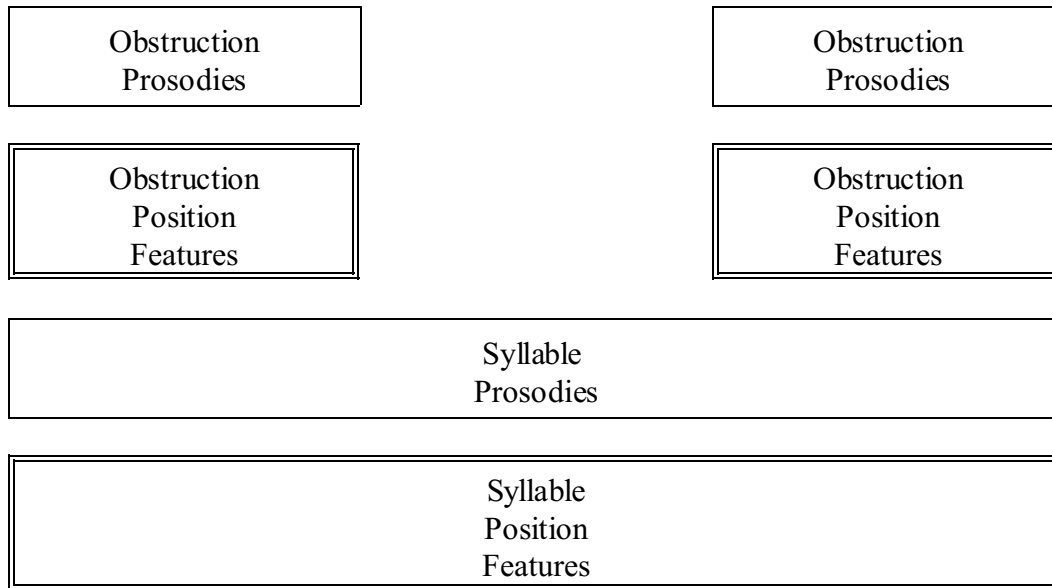 Obstruction
Prosodies
Obstruction
Prosodies
Obstruction
Position
Features
Obstruction
Position
Features
Syllable
Prosodies
Syllable
Position
Features